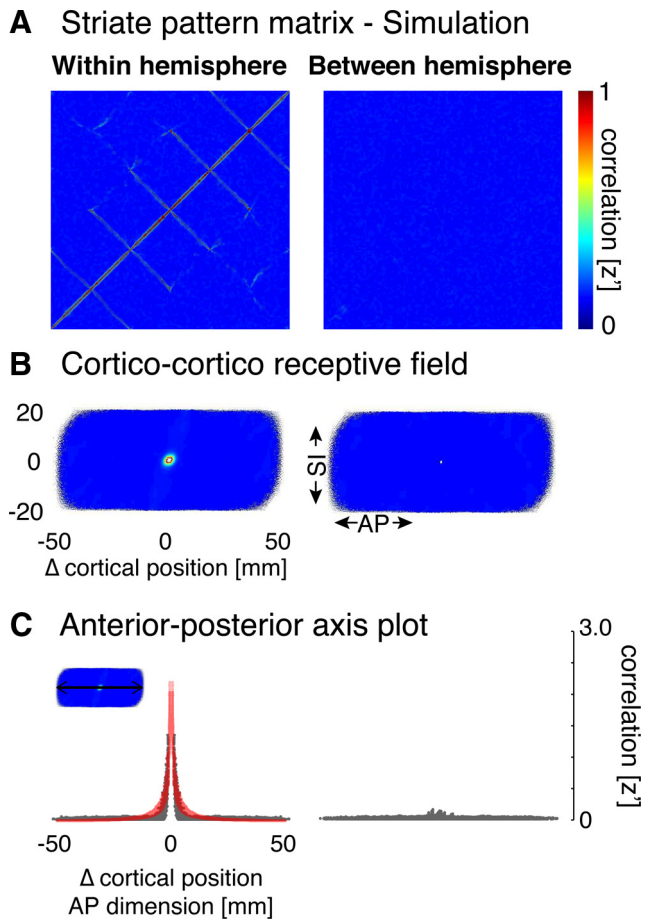 A Striate pattern matrix - Simulation
Within hemisphere Between hemisphere
1
correlation [z']
0
B Cortico-cortico receptive field
20
0
-20
-50 0 50
Δ cortical position [mm]
SI
AP
C Anterior-posterior axis plot
3.0
correlation [z']
0
-50 0 50
Δ cortical position
AP dimension [mm]